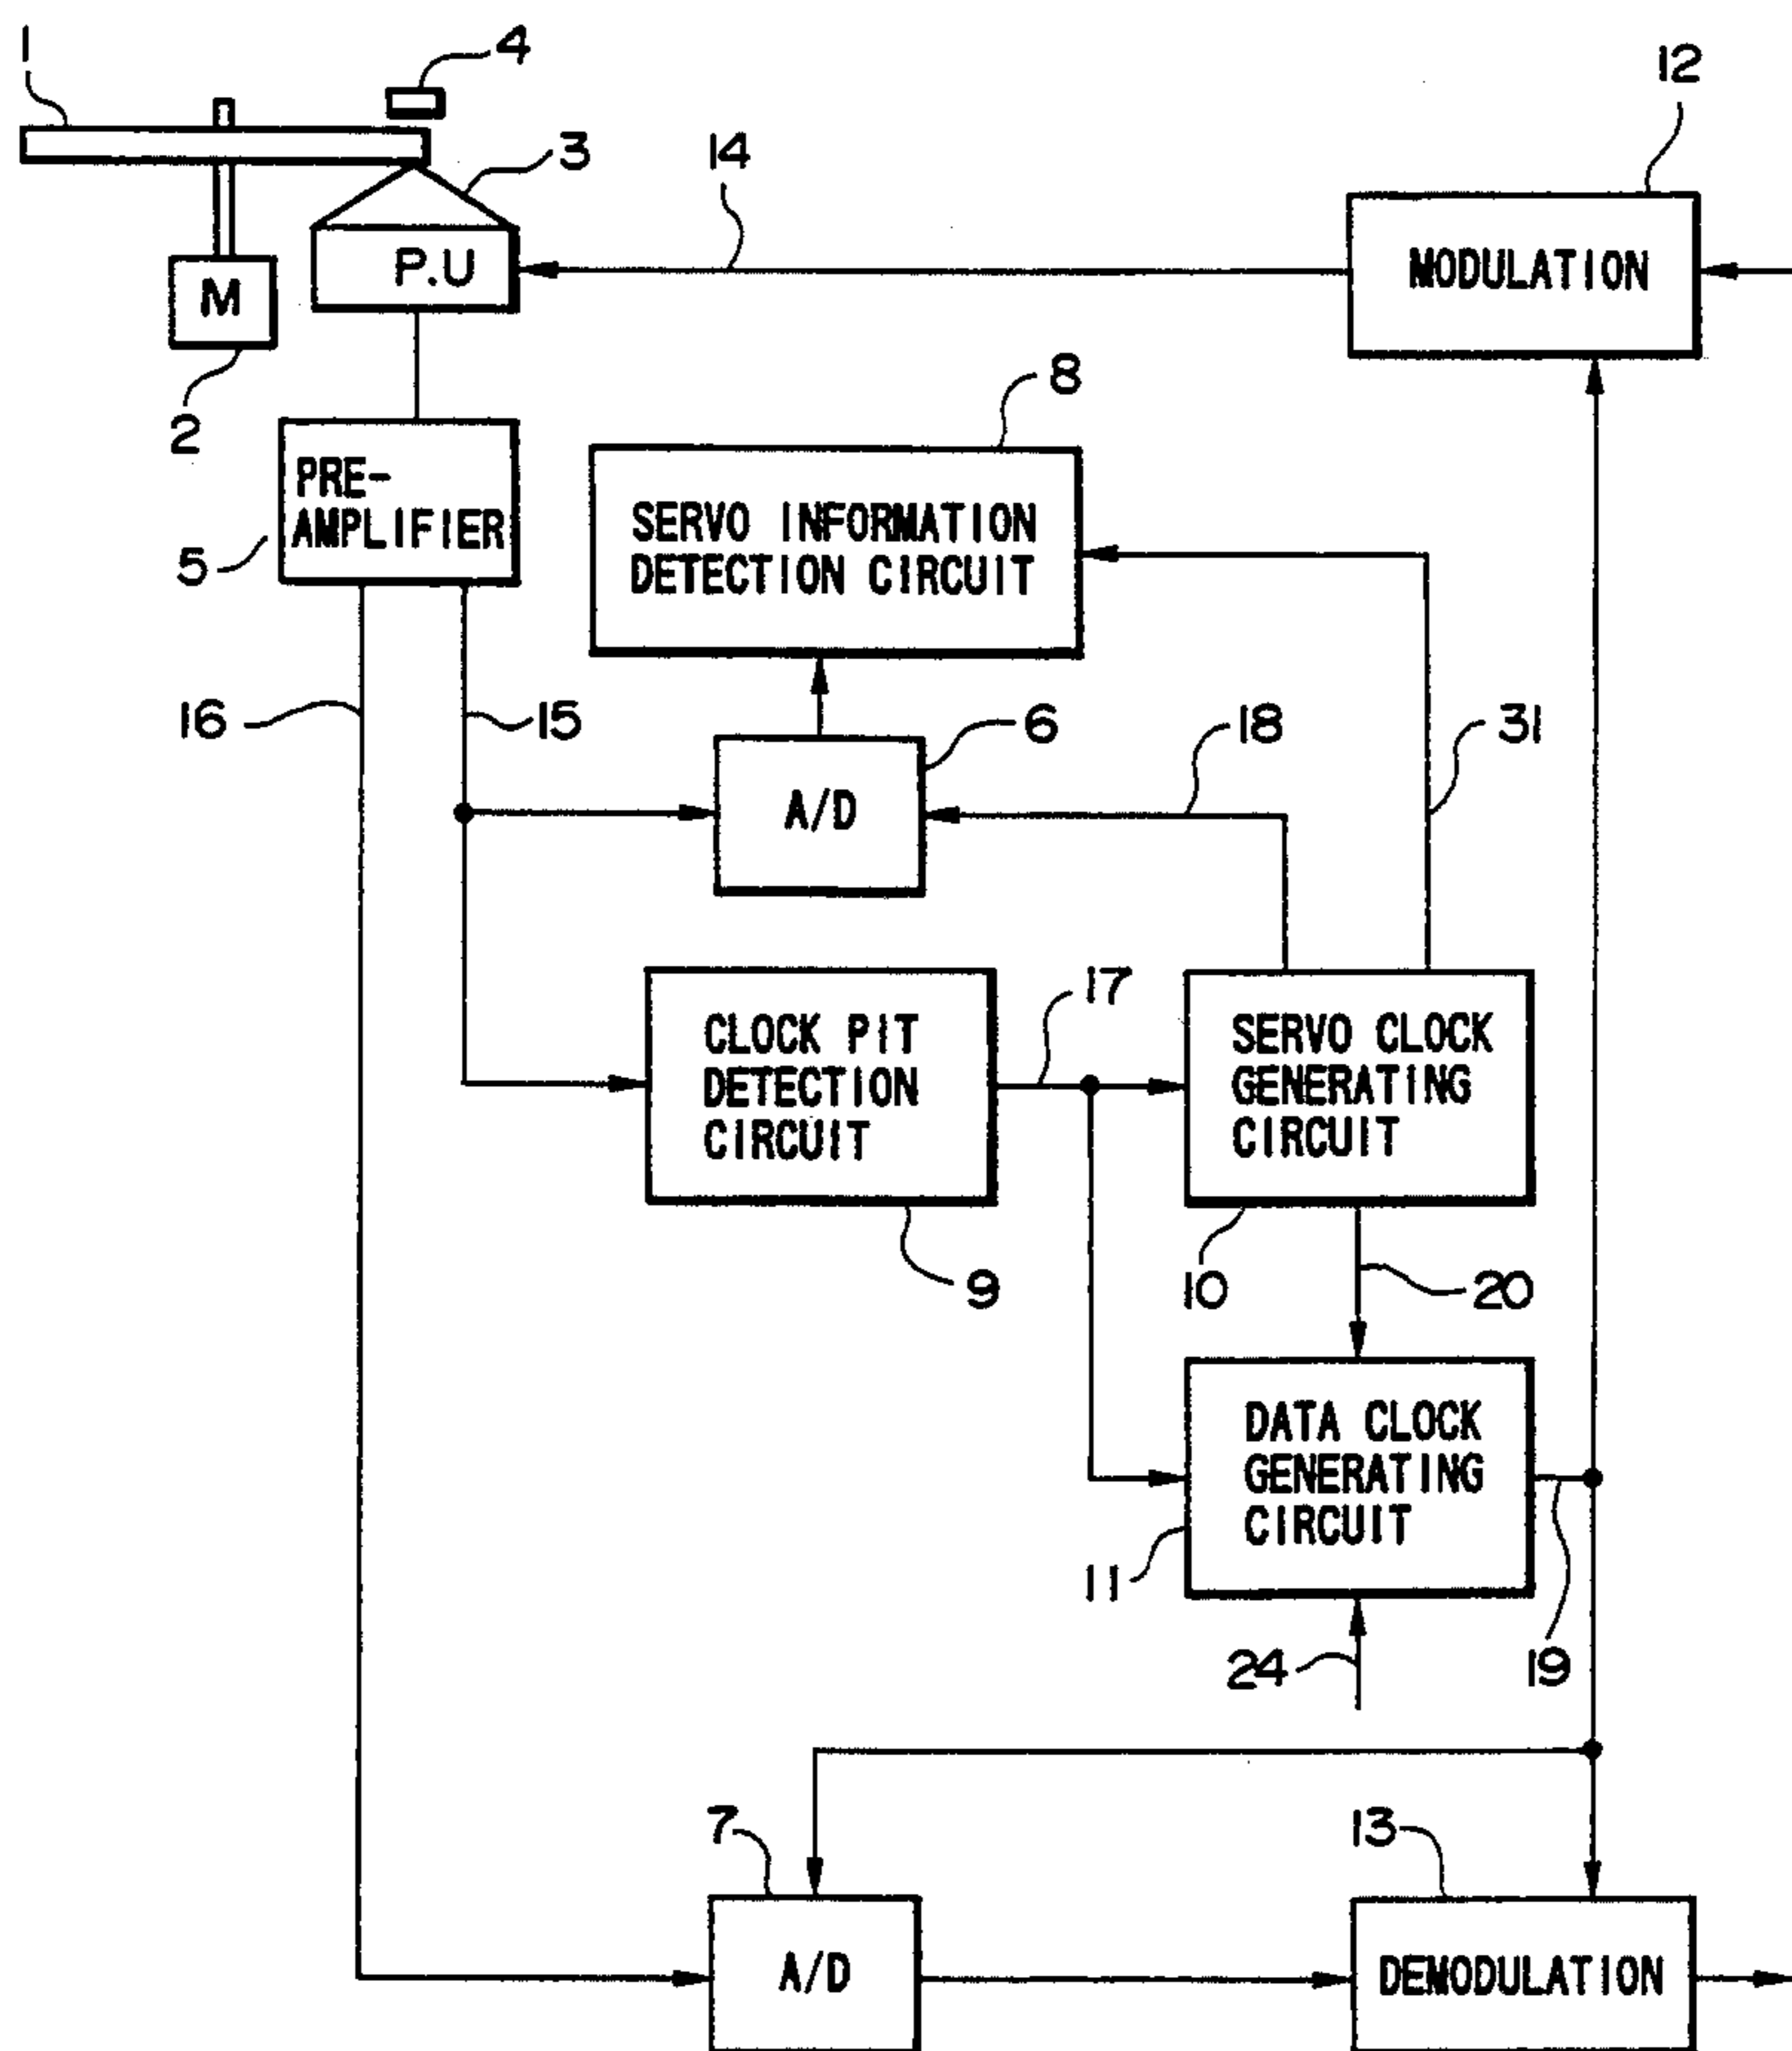 1
4
12
3
14
P.U
MODULATION
M
8
2
PRE-
AMPLIFIER
SERVO INFORMATION
DETECTION CIRCUIT
5
16
15
6
18
31
A/D
17
CLOCK PIT
DETECTION
CIRCUIT
SERVO CLOCK
GENERATING
CIRCUIT
9
10
20
DATA CLOCK
GENERATING
CIRCUIT
11
24
19
7
13
A/D
DEMODULATION